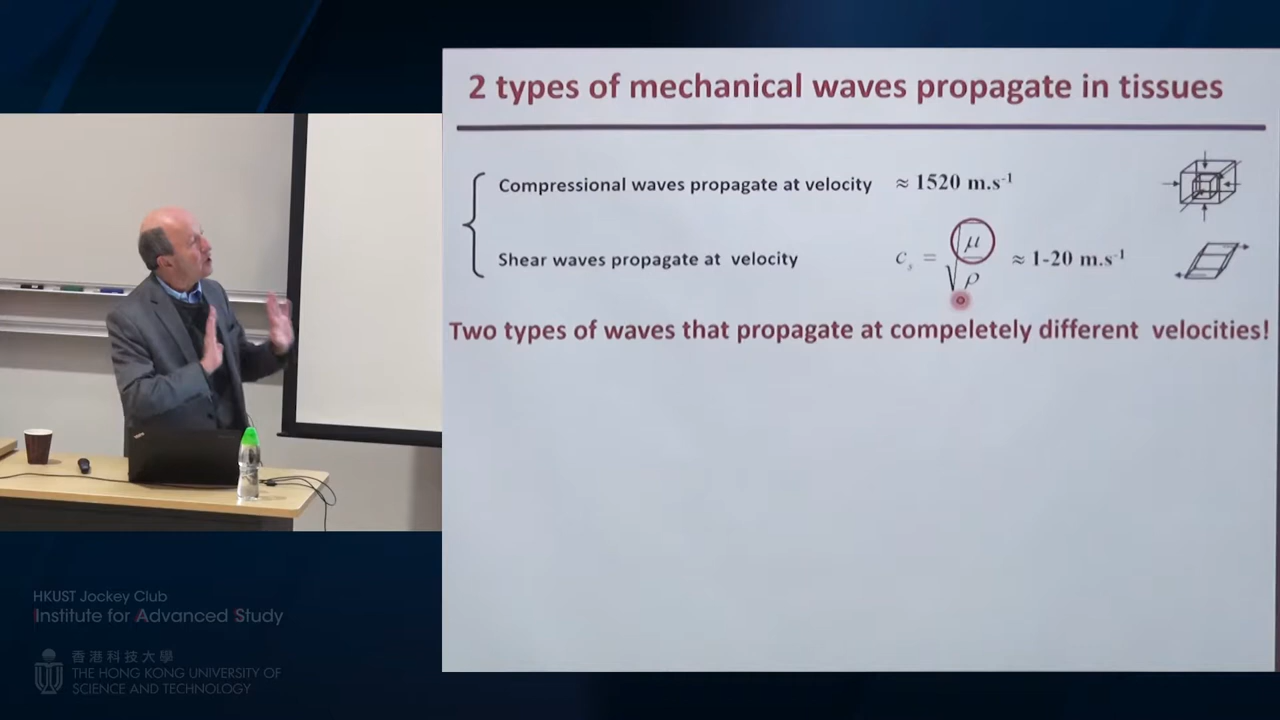 2 types of mechanical waves propagate in tissues
Compressional waves propagate at velocity ≈ 1520 m.s⁻¹
Shear waves propagate at velocity cₛ = √(μ/ρ) ≈ 1-20 m.s⁻¹
Two types of waves that propagate at compeletely different velocities!
HKUST Jockey Club
Institute for Advanced Study
香港科技大學
THE HONG KONG UNIVERSITY OF
SCIENCE AND TECHNOLOGY